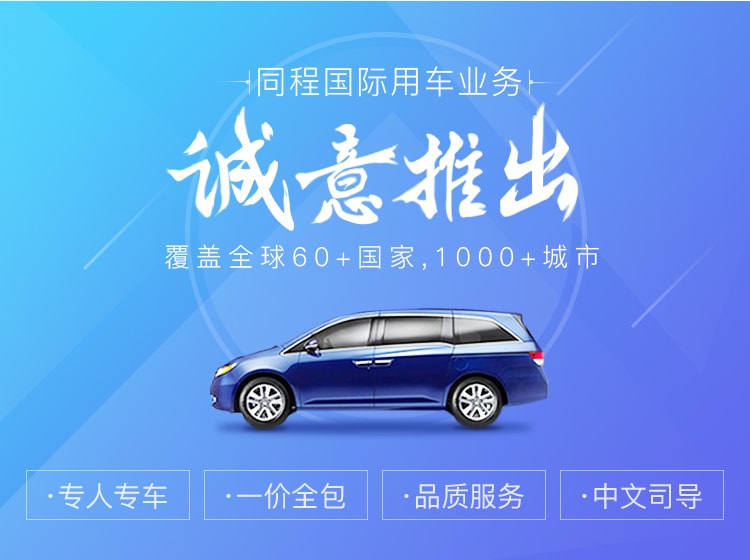 同程国际用车业务
诚意推出
覆盖全球60+国家,1000+城市
·专人专车
·一价全包
·品质服务
·中文司导